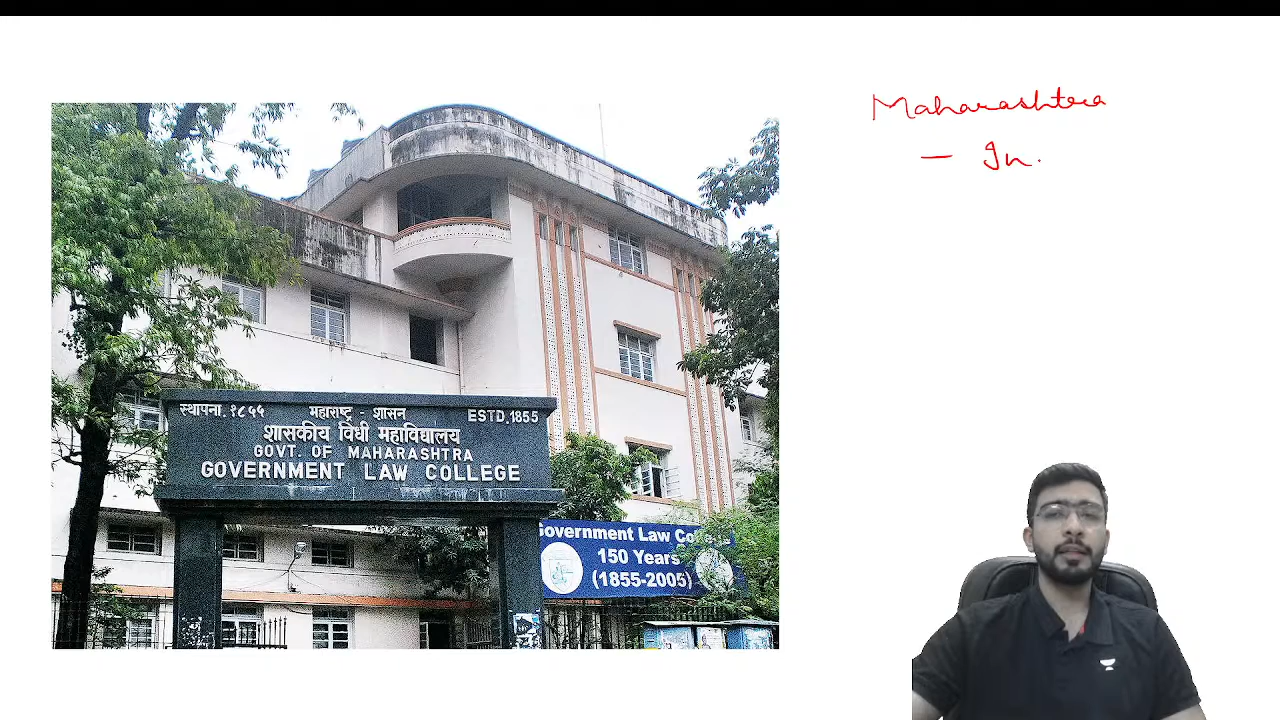 Maharashtra
— In.
स्थापना. १८५५ महाराष्ट्र - शासन ESTD. 1855
शासकीय विधी महाविद्यालय
GOVT. OF MAHARASHTRA
GOVERNMENT LAW COLLEGE
Government Law College
150 Years
(1855-2005)